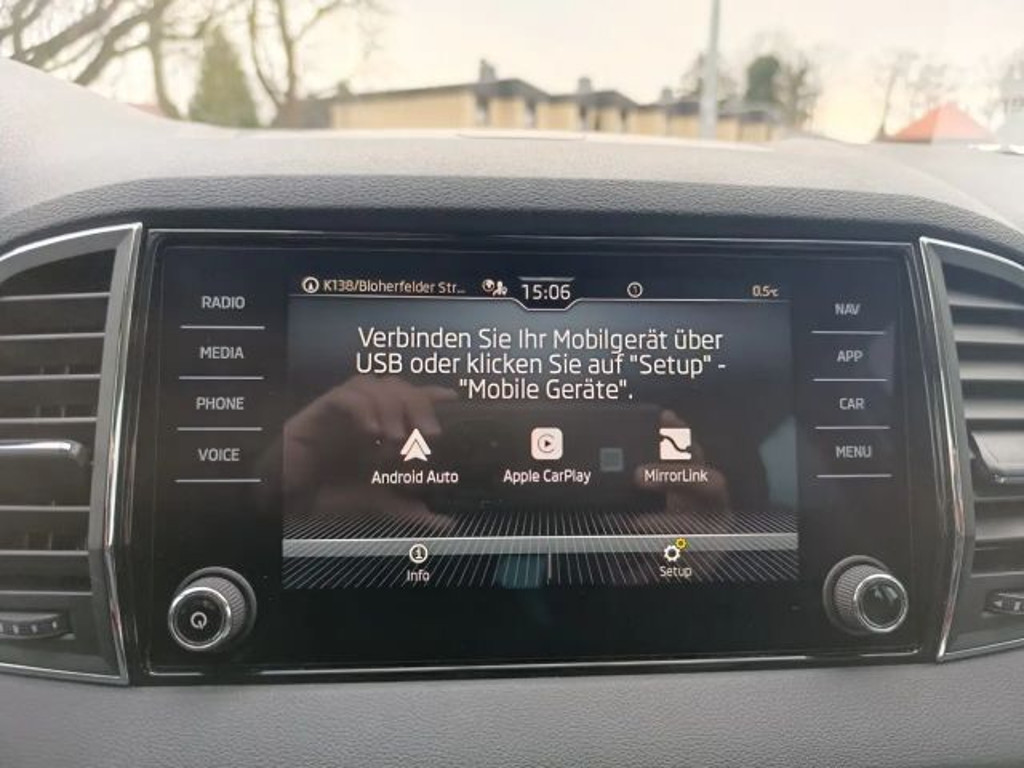 K138/Bloherfelder Str...
15:06
0.5°C
RADIO
MEDIA
PHONE
VOICE
Verbinden Sie Ihr Mobilgerät über
USB oder klicken Sie auf "Setup" -
"Mobile Geräte".
Android Auto
Apple CarPlay
MirrorLink
Info
Setup
NAV
APP
CAR
MENU